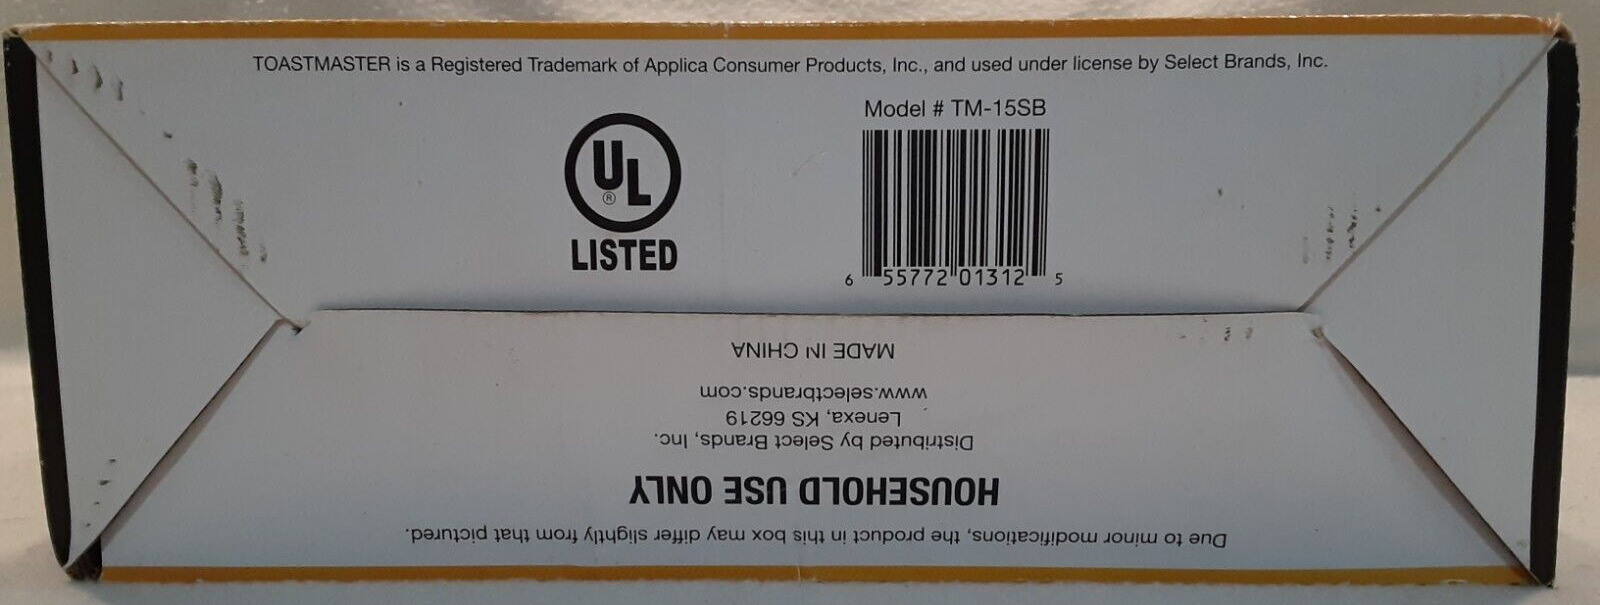 TOASTMASTER is a Registered Trademark of Applica Consumer Products, Inc., and used under license by Select Brands, Inc.
Model # TM-15SB
UL
®
LISTED
6 55772 01312 5
Due to minor modifications, the product in this box may differ slightly from that pictured.
HOUSEHOLD USE ONLY
Distributed by Select Brands, Inc.
Lenexa, KS 66219
www.selectbrands.com
MADE IN CHINA